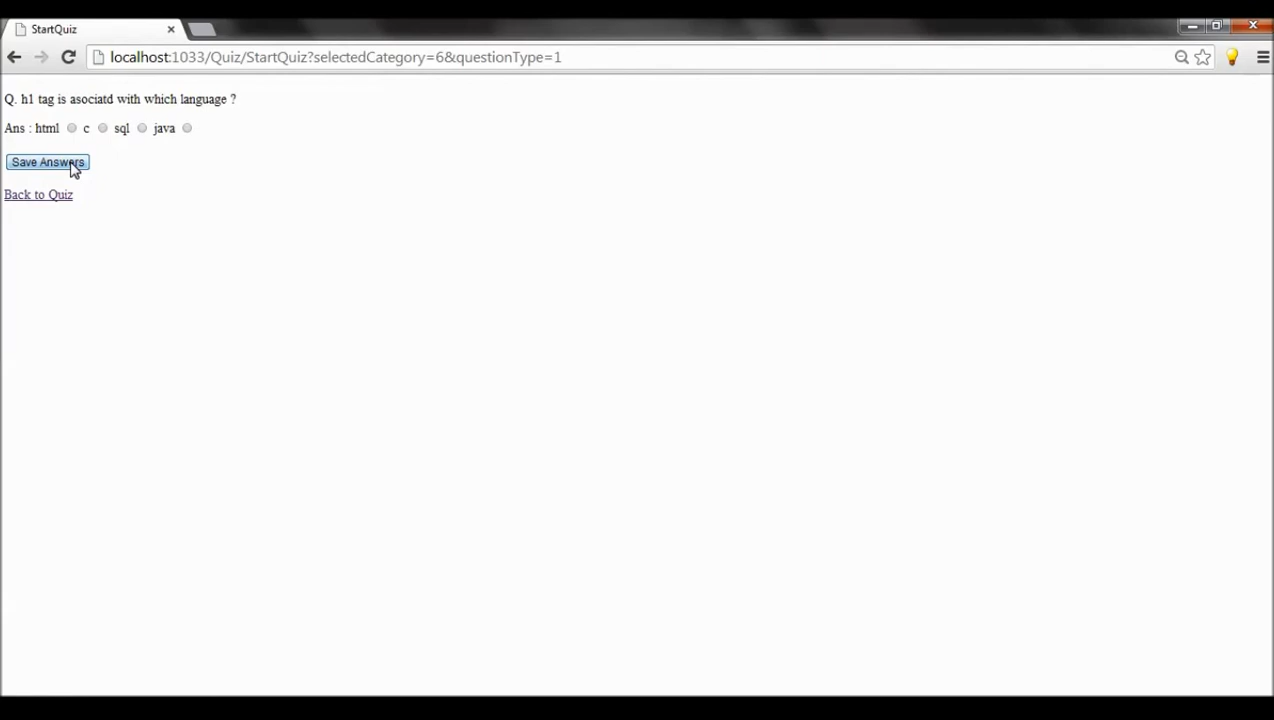 StartQuiz
localhost:1033/Quiz/StartQuiz?selectedCategory=6&questionType=1
Q. h1 tag is asociatd with which language ?
Ans : html c sql java
Save Answers
Back to Quiz